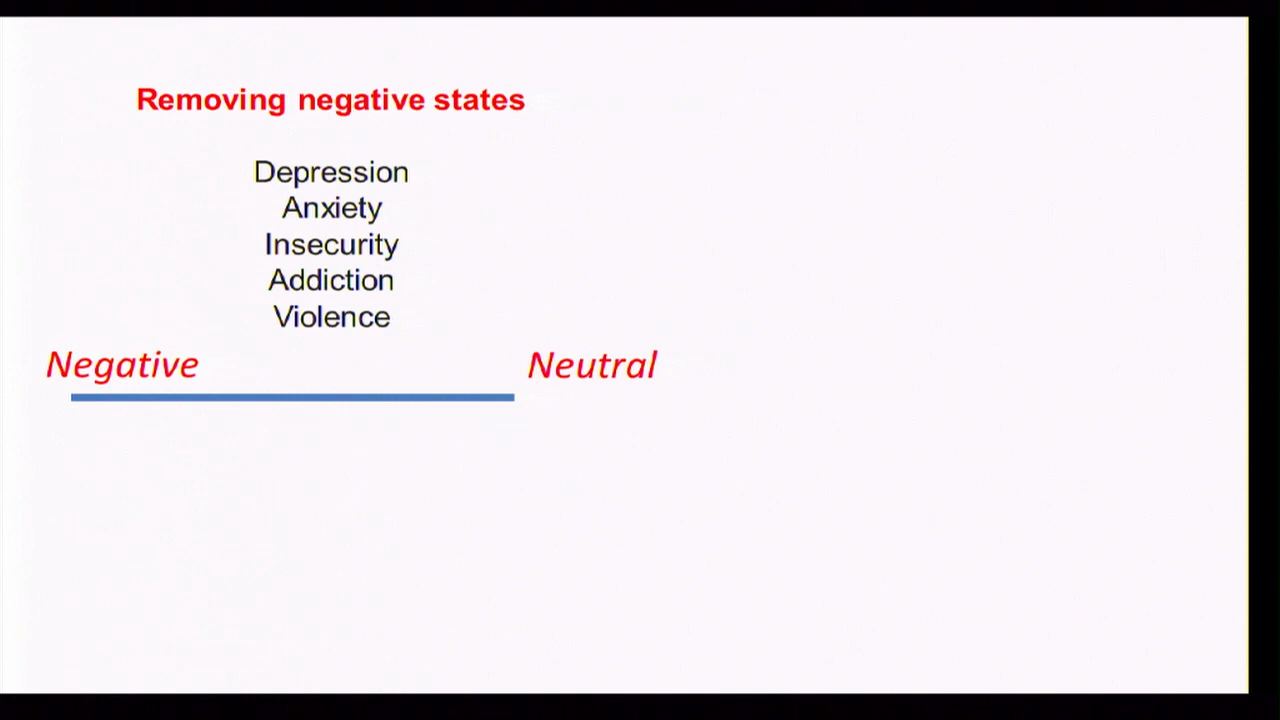 Removing negative states
Depression
Anxiety
Insecurity
Addiction
Violence
Negative
Neutral